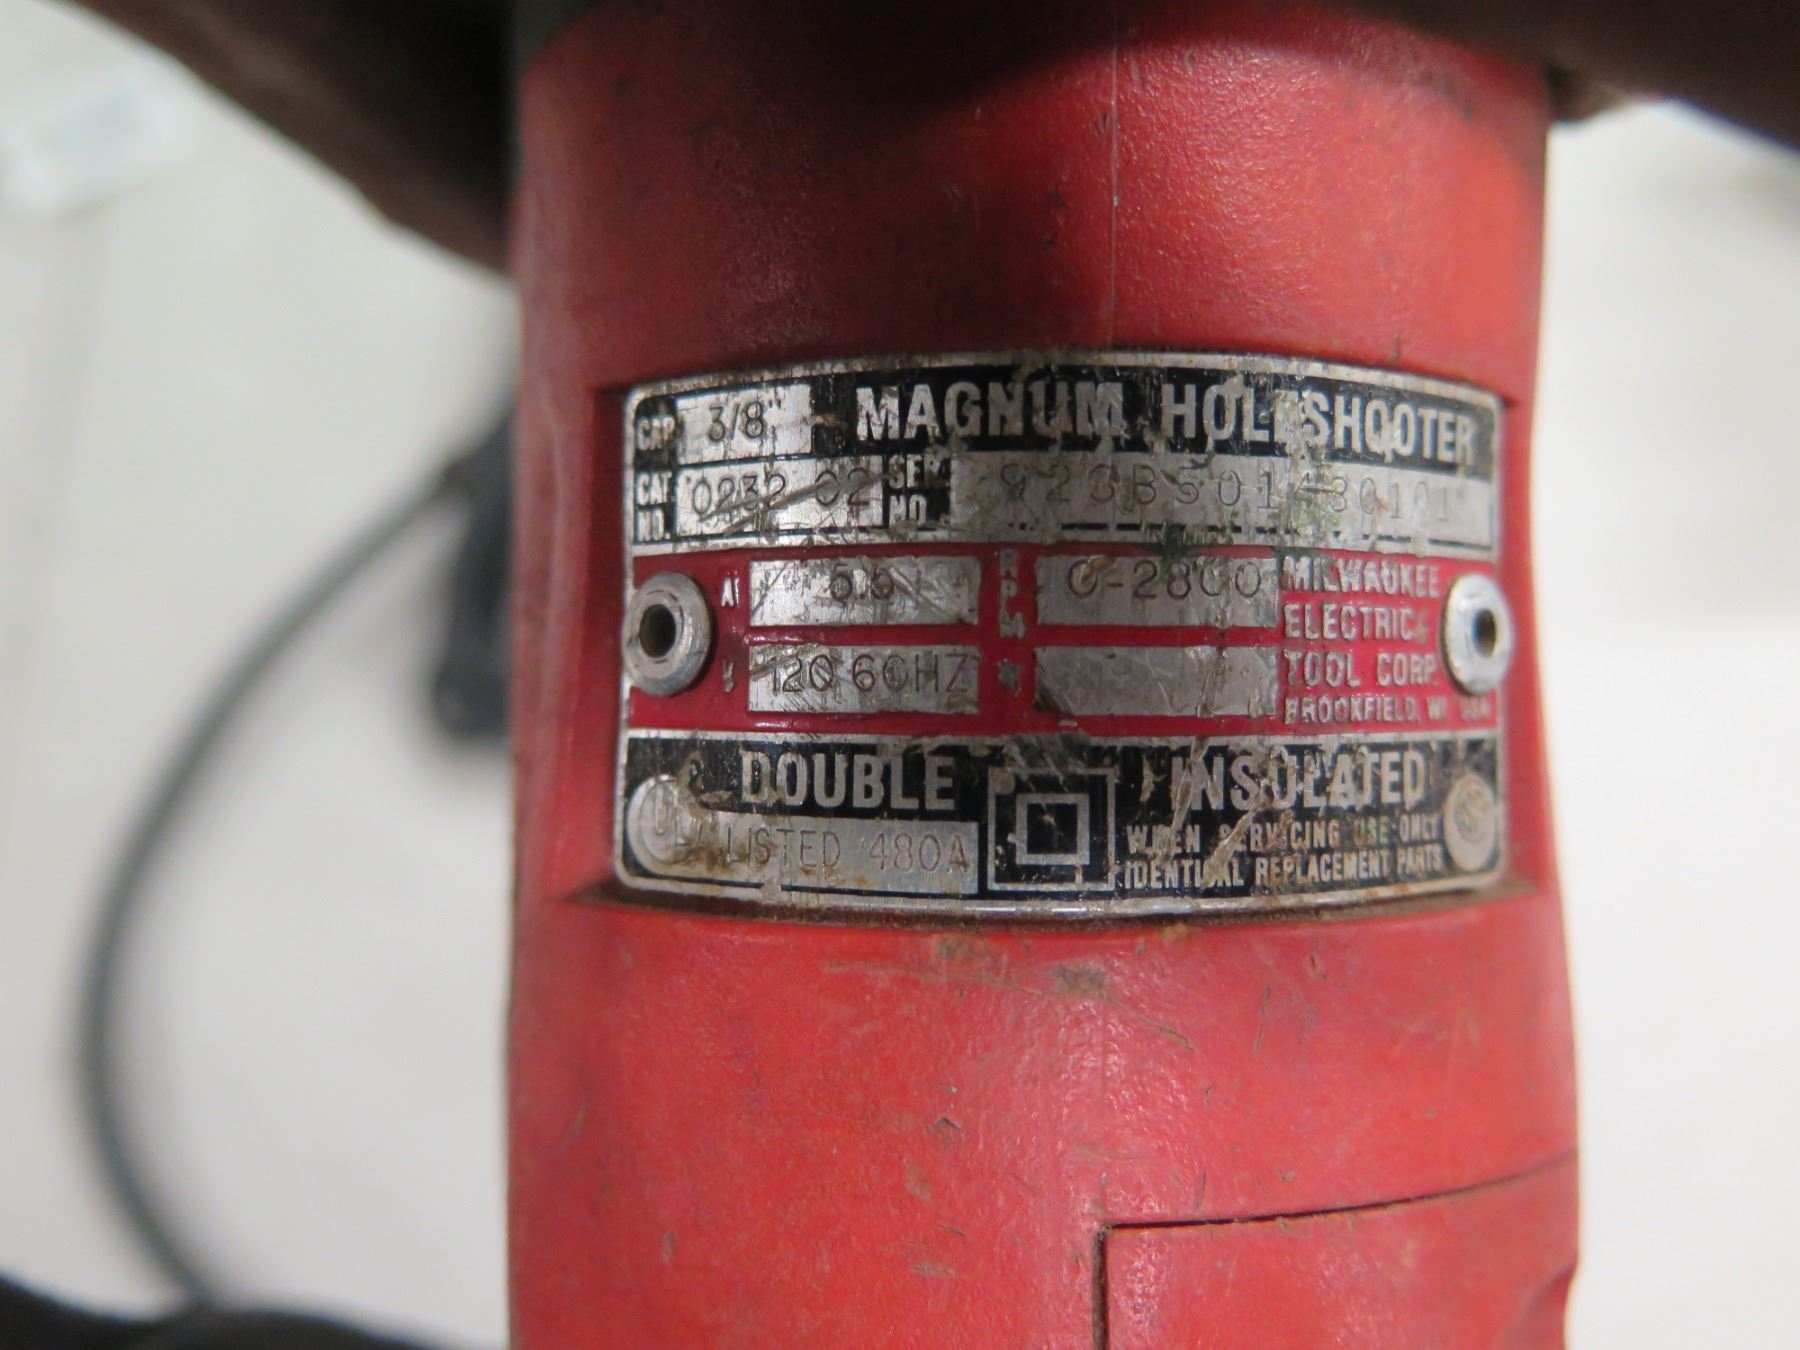 CAP. 3/8" MAGNUM HOLESHOOTER
CAT. NO. 0232-02 SER. NO.
A 5.5 RPM 0-2800
V 120 60HZ
MILWAUKEE
ELECTRIC
TOOL CORP.
BROOKFIELD, WI USA
DOUBLE INSULATED
UL LISTED 480A
WHEN SERVICING USE ONLY
IDENTICAL REPLACEMENT PARTS